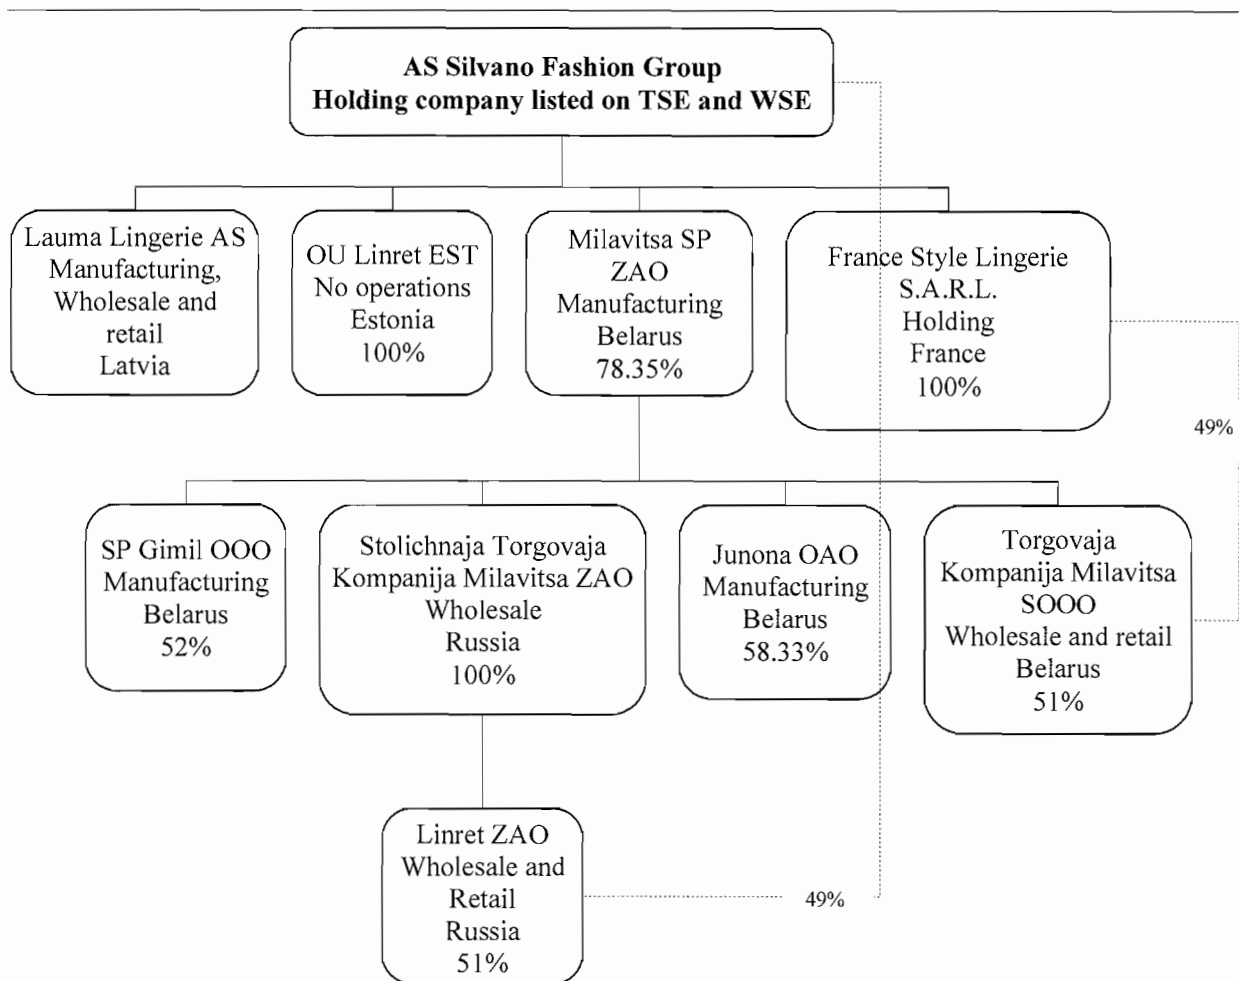 AS Silvano Fashion Group
Holding company listed on TSE and WSE
Lauma Lingerie AS
Manufacturing,
Wholesale and
retail
Latvia
OU Linret EST
No operations
Estonia
100%
Milavitsa SP
ZAO
Manufacturing
Belarus
78.35%
France Style Lingerie
S.A.R.L.
Holding
France
100%
49%
SP Gimil OOO
Manufacturing
Belarus
52%
Stolichnaja Torgovaja
Kompanija Milavitsa ZAO
Wholesale
Russia
100%
Junona OAO
Manufacturing
Belarus
58.33%
Torgovaja
Kompanija Milavitsa
SOOO
Wholesale and retail
Belarus
51%
Linret ZAO
Wholesale and
Retail
Russia
51%
49%